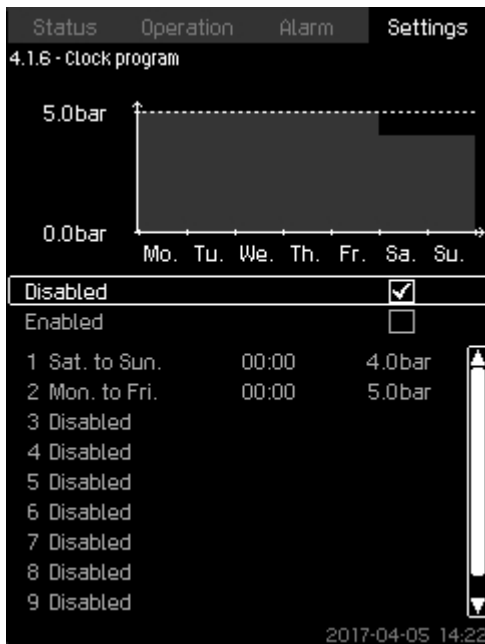 Status Operation Alarm Settings
4.1.6 - Clock program
5.0bar
0.0bar
Mo. Tu. We. Th. Fr. Sa. Su.
Disabled
Enabled
1 Sat. to Sun. 00:00 4.0bar
2 Mon. to Fri. 00:00 5.0bar
3 Disabled
4 Disabled
5 Disabled
6 Disabled
7 Disabled
8 Disabled
9 Disabled
2017-04-05 14:22